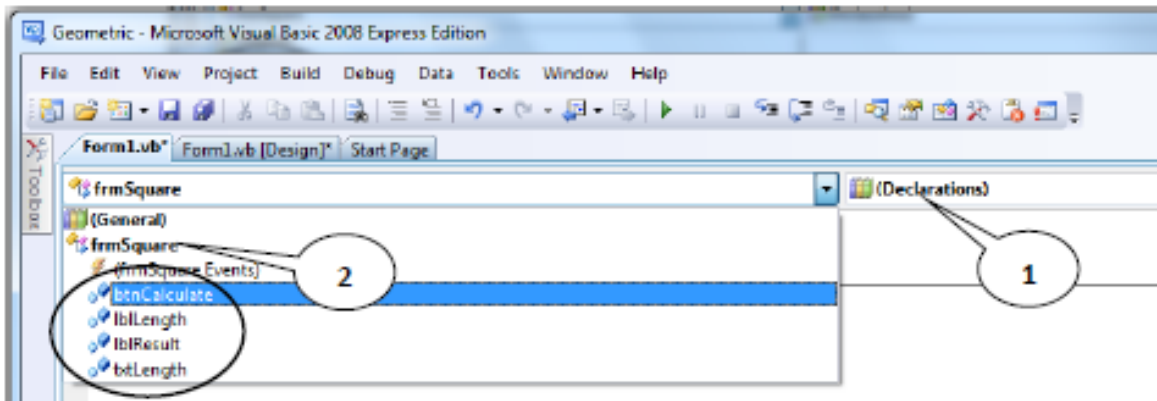 Geometric - Microsoft Visual Basic 2008 Express Edition
File Edit View Project Build Debug Data Tools Window Help
Form1.vb* Form1.vb [Design]* Start Page
Toolbox
frmSquare (Declarations)
(General)
frmSquare
(frmSquare Events)
2 1
btnCalculate
lblLength
lblResult
txtLength